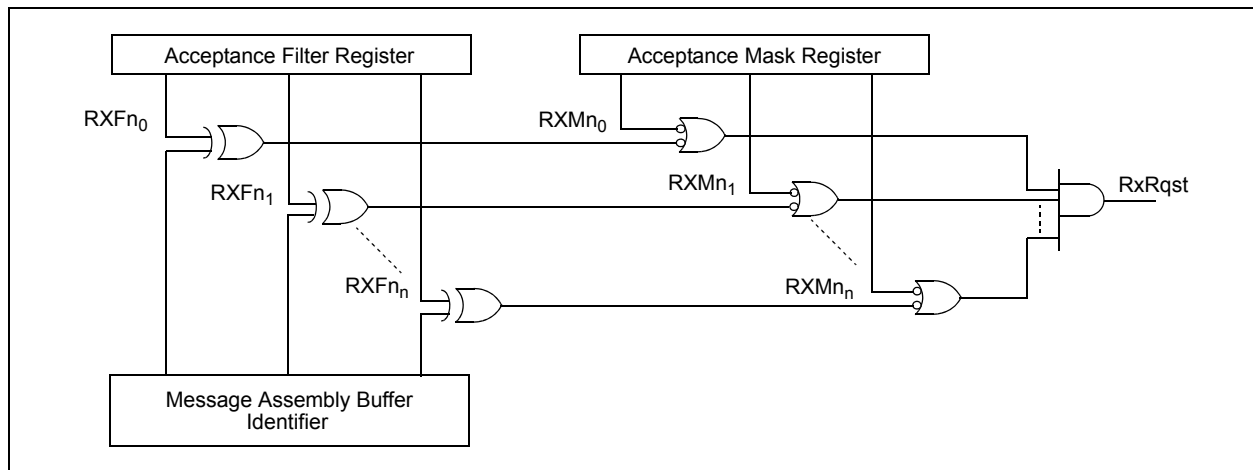 Acceptance Filter Register
Acceptance Mask Register
RXFn0
RXMn0
RXFn1
RXMn1
RxRqst
RXFnn
RXMnn
Message Assembly Buffer
Identifier